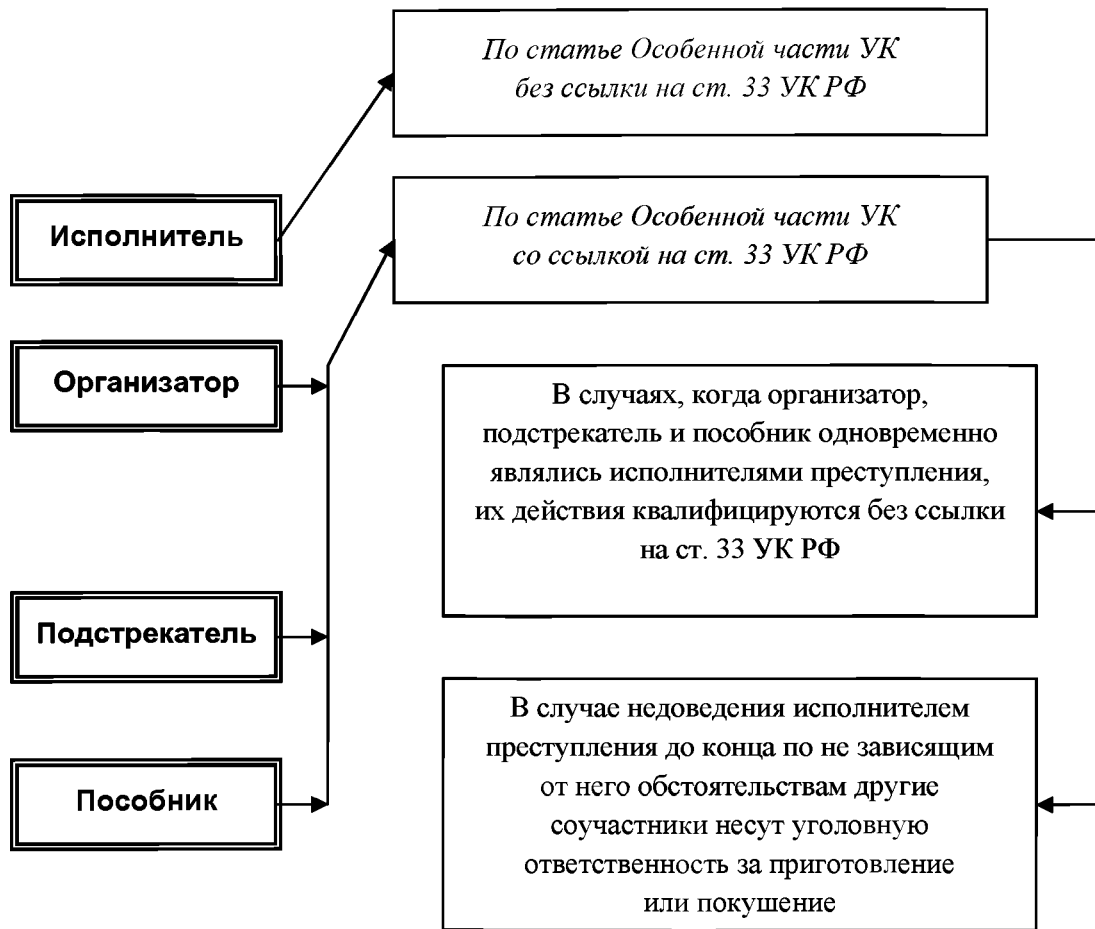 По статье Особенной части УК
без ссылки на ст. 33 УК РФ
Исполнитель
По статье Особенной части УК
со ссылкой на ст. 33 УК РФ
Организатор
В случаях, когда организатор,
подстрекатель и пособник одновременно
являлись исполнителями преступления,
их действия квалифицируются без ссылки
на ст. 33 УК РФ
Подстрекатель
Пособник
В случае недоведения исполнителем
преступления до конца по не зависящим
от него обстоятельствам другие
соучастники несут уголовную
ответственность за приготовление
или покушение